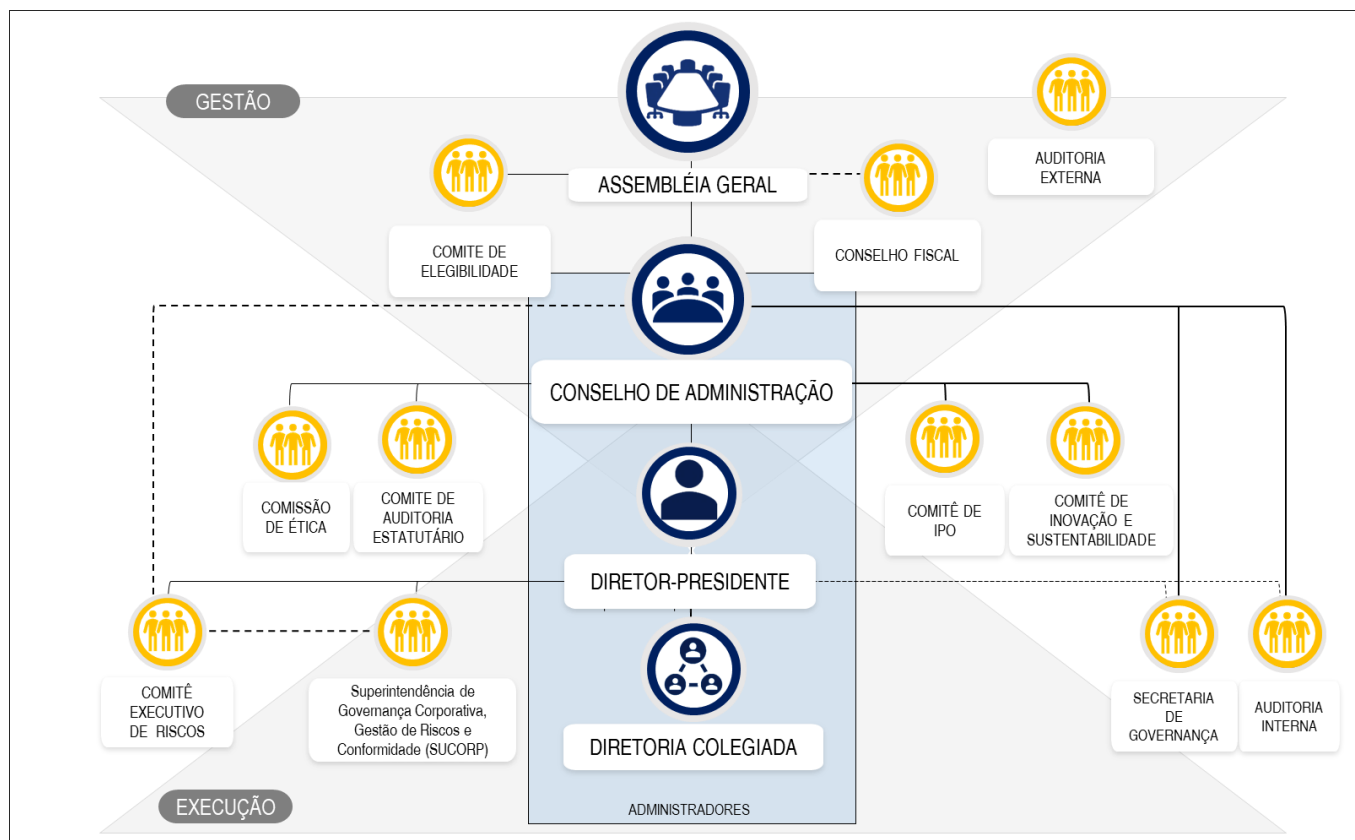 GESTÃO
ASSEMBLÉIA GERAL
AUDITORIA
EXTERNA
COMITE DE
ELEGIBILIDADE
CONSELHO FISCAL
CONSELHO DE ADMINISTRAÇÃO
COMISSÃO
DE ÉTICA
COMITE DE
AUDITORIA
ESTATUTÁRIO
COMITÊ DE
IPO
COMITÊ DE
INOVAÇÃO E
SUSTENTABILIDADE
DIRETOR-PRESIDENTE
COMITÊ
EXECUTIVO
DE RISCOS
Superintendência de
Governança Corporativa,
Gestão de Riscos e
Conformidade (SUCORP)
DIRETORIA COLEGIADA
SECRETARIA
DE
GOVERNANÇA
AUDITORIA
INTERNA
EXECUÇÃO
ADMINISTRADORES